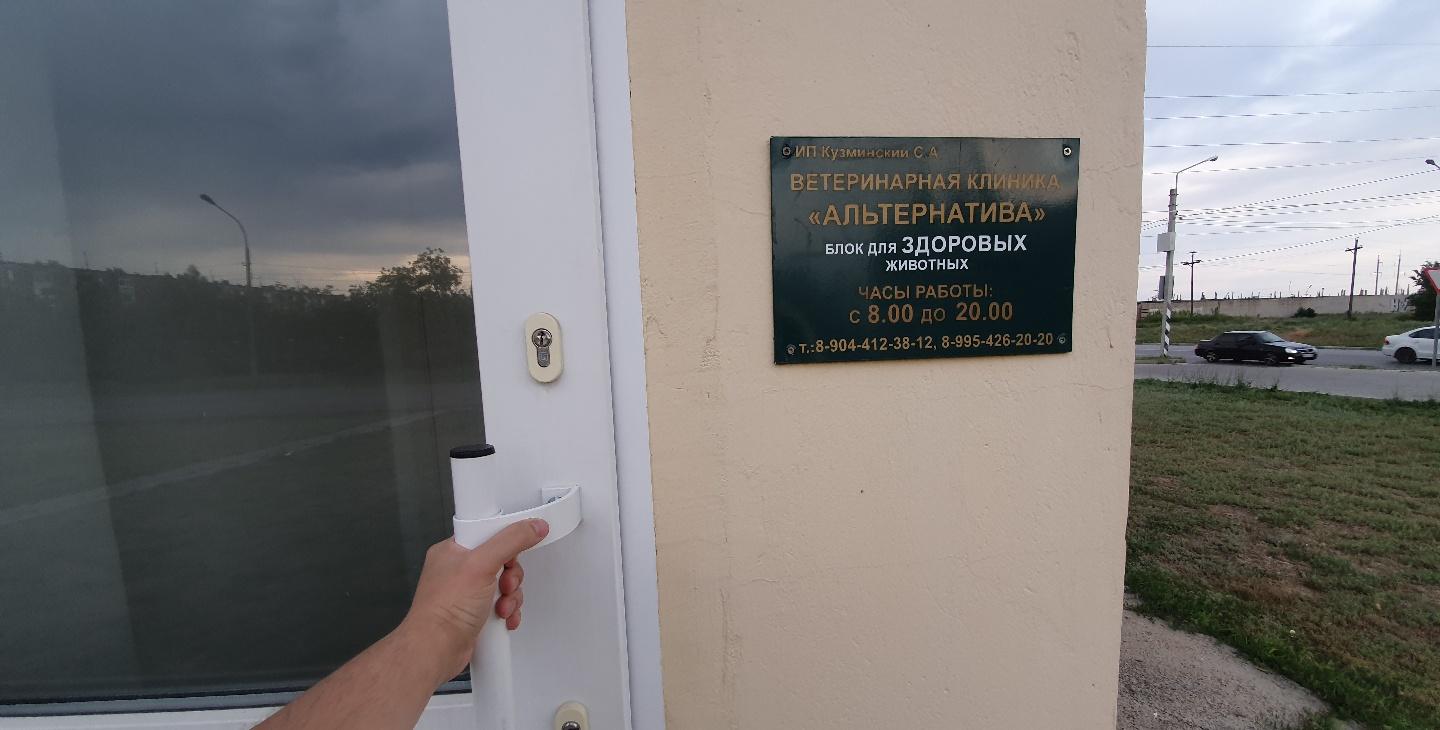 ИП Кузминский С.А
ВЕТЕРИНАРНАЯ КЛИНИКА
«АЛЬТЕРНАТИВА»
БЛОК ДЛЯ ЗДОРОВЫХ
ЖИВОТНЫХ
ЧАСЫ РАБОТЫ:
С 8.00 ДО 20.00
т.:8-904-412-38-12, 8-995-426-20-20